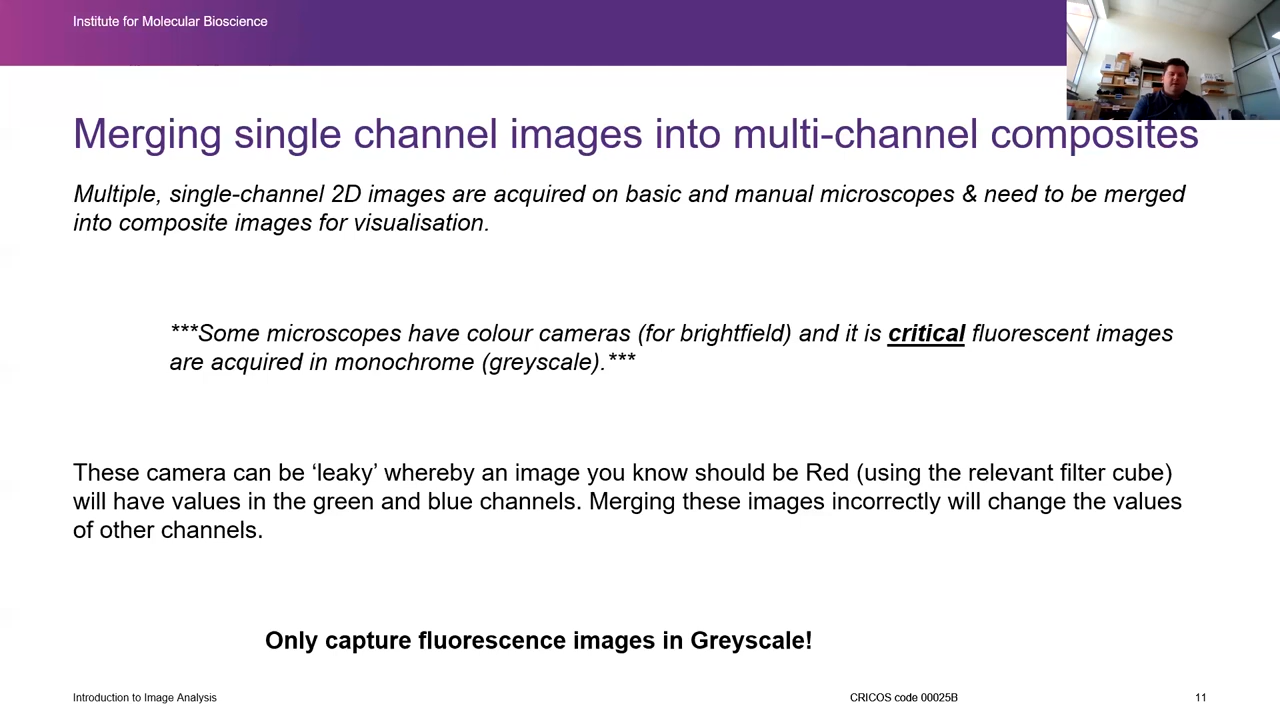 Institute for Molecular Bioscience
Merging single channel images into multi-channel composites
Multiple, single-channel 2D images are acquired on basic and manual microscopes & need to be merged
into composite images for visualisation.
***Some microscopes have colour cameras (for brightfield) and it is critical fluorescent images
are acquired in monochrome (greyscale).***
These camera can be ‘leaky’ whereby an image you know should be Red (using the relevant filter cube)
will have values in the green and blue channels. Merging these images incorrectly will change the values
of other channels.
Only capture fluorescence images in Greyscale!
Introduction to Image Analysis
CRICOS code 00025B
11